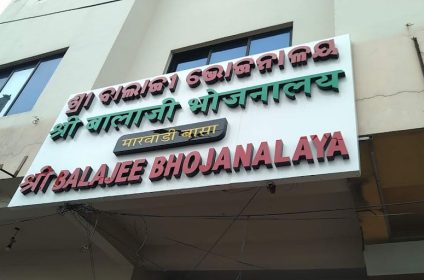 ଶ୍ରୀ ବାଲାଜୀ ଭୋଜନାଳୟ
श्री बालाजी भोजनालय
मारवाडी बासा
श्री BALAJEE BHOJANALAYA